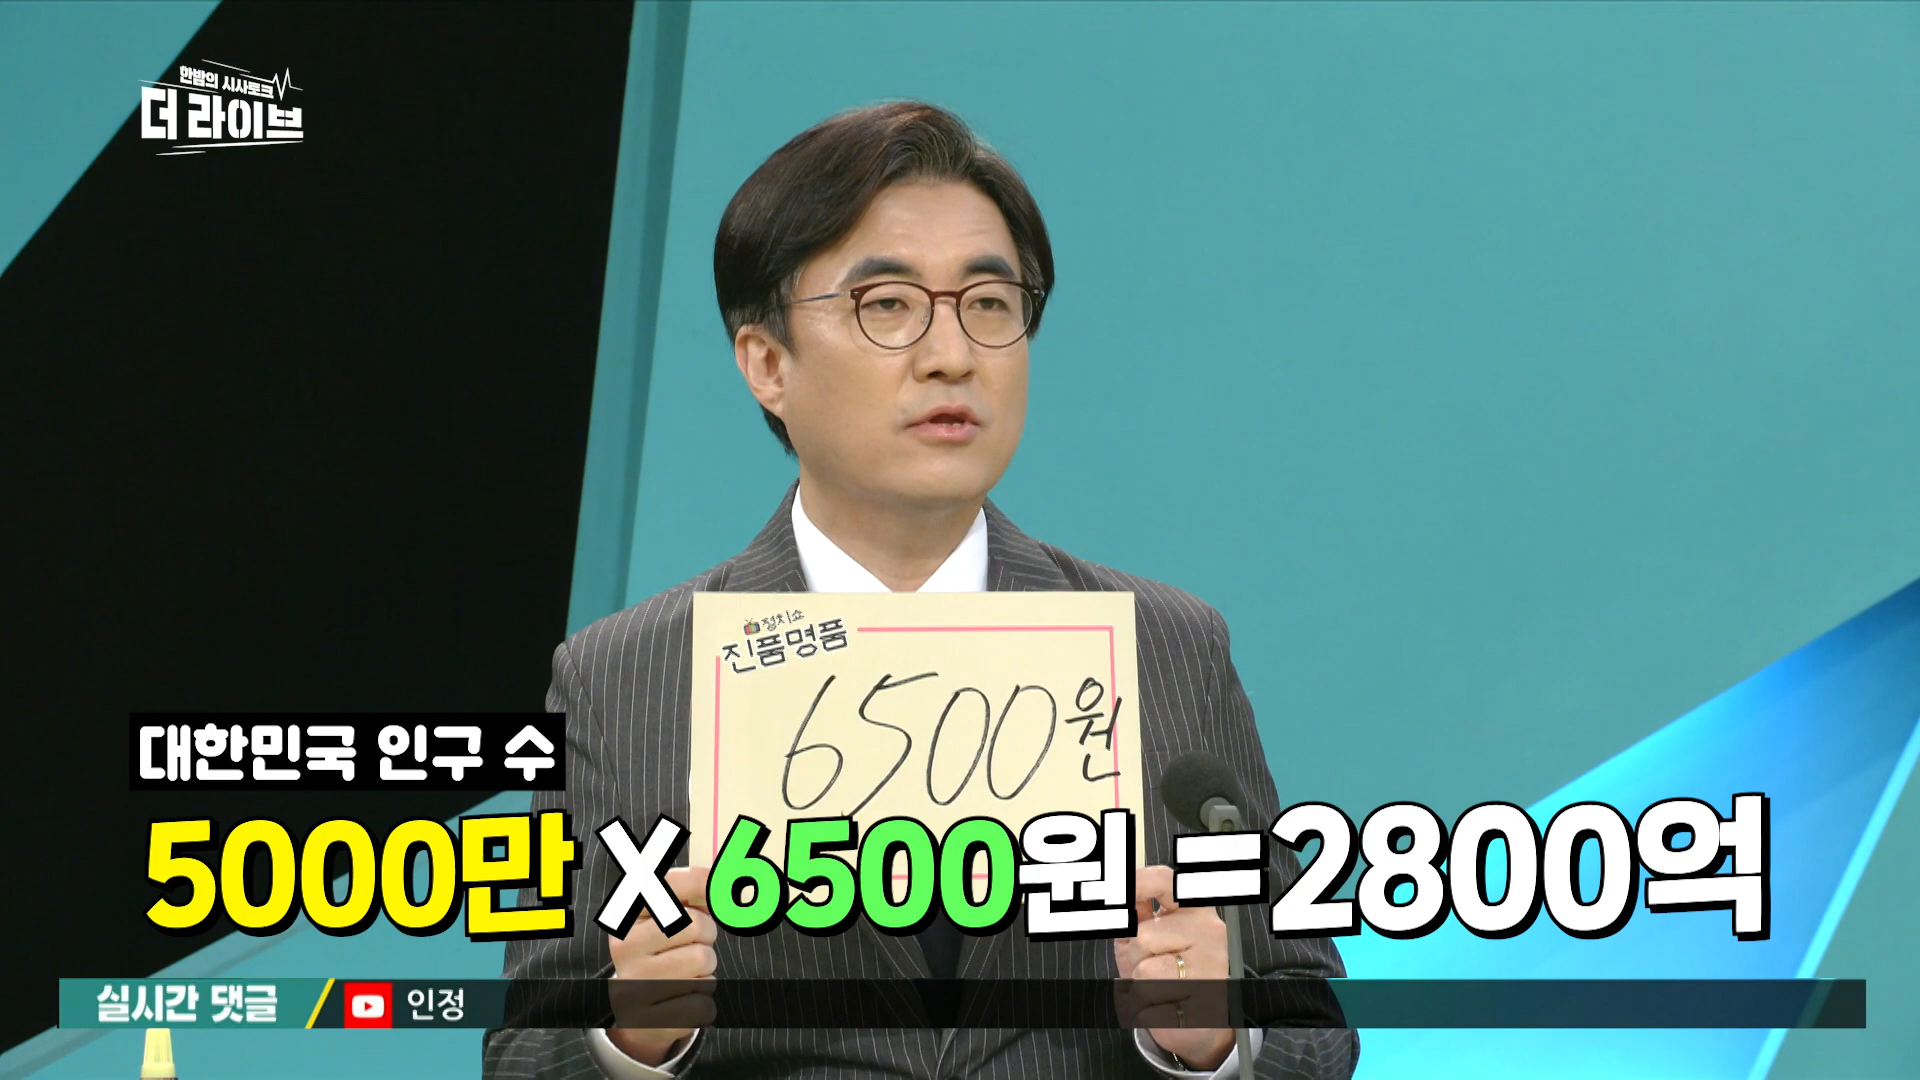 한밤의 시사토크
더 라이브
정치쇼
진품명품
6500원
대한민국 인구 수
5000만 X 6500원 =2800억
실시간 댓글 / 인정